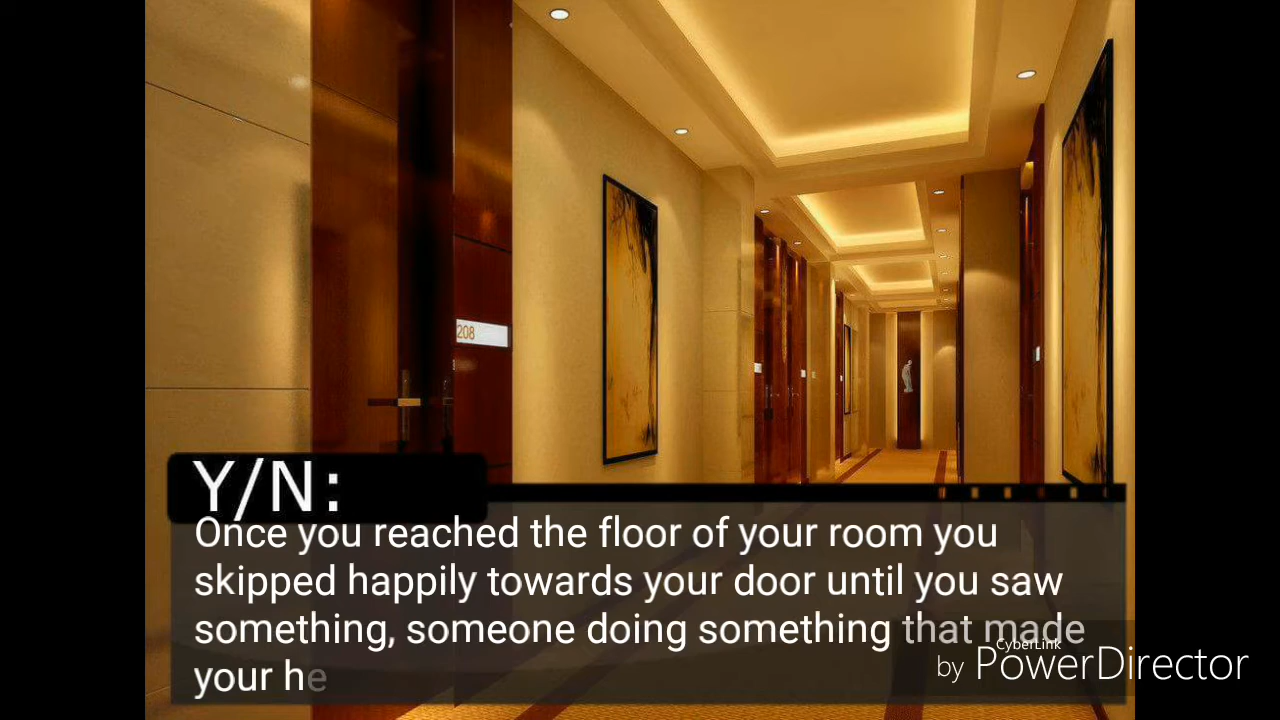 208
Y/N:
Once you reached the floor of your room you
skipped happily towards your door until you saw
something, someone doing something that made
your he
CyberLink
by PowerDirector